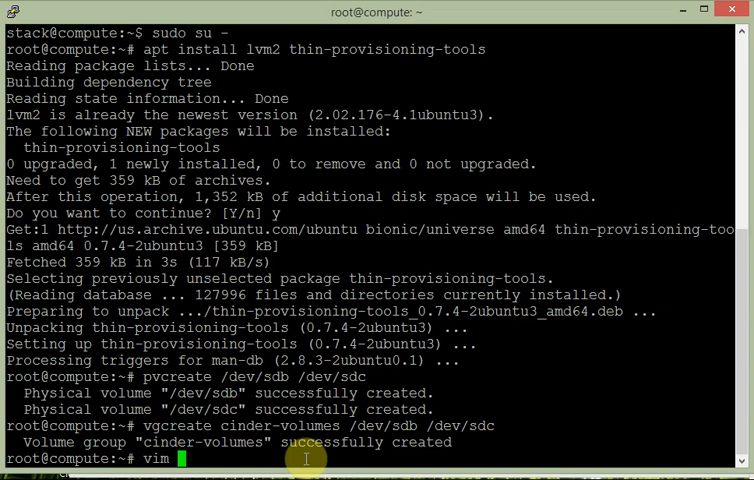 root@compute: ~
stack@compute:~$ sudo su -
root@compute:~# apt install lvm2 thin-provisioning-tools
Reading package lists... Done
Building dependency tree
Reading state information... Done
lvm2 is already the newest version (2.02.176-4.1ubuntu3).
The following NEW packages will be installed:
  thin-provisioning-tools
0 upgraded, 1 newly installed, 0 to remove and 0 not upgraded.
Need to get 359 kB of archives.
After this operation, 1,352 kB of additional disk space will be used.
Do you want to continue? [Y/n] y
Get:1 http://us.archive.ubuntu.com/ubuntu bionic/universe amd64 thin-provisioning-too
ls amd64 0.7.4-2ubuntu3 [359 kB]
Fetched 359 kB in 3s (117 kB/s)
Selecting previously unselected package thin-provisioning-tools.
(Reading database ... 127996 files and directories currently installed.)
Preparing to unpack .../thin-provisioning-tools_0.7.4-2ubuntu3_amd64.deb ...
Unpacking thin-provisioning-tools (0.7.4-2ubuntu3) ...
Setting up thin-provisioning-tools (0.7.4-2ubuntu3) ...
Processing triggers for man-db (2.8.3-2ubuntu0.1) ...
root@compute:~# pvcreate /dev/sdb /dev/sdc
  Physical volume "/dev/sdb" successfully created.
  Physical volume "/dev/sdc" successfully created.
root@compute:~# vgcreate cinder-volumes /dev/sdb /dev/sdc
  Volume group "cinder-volumes" successfully created
root@compute:~# vim